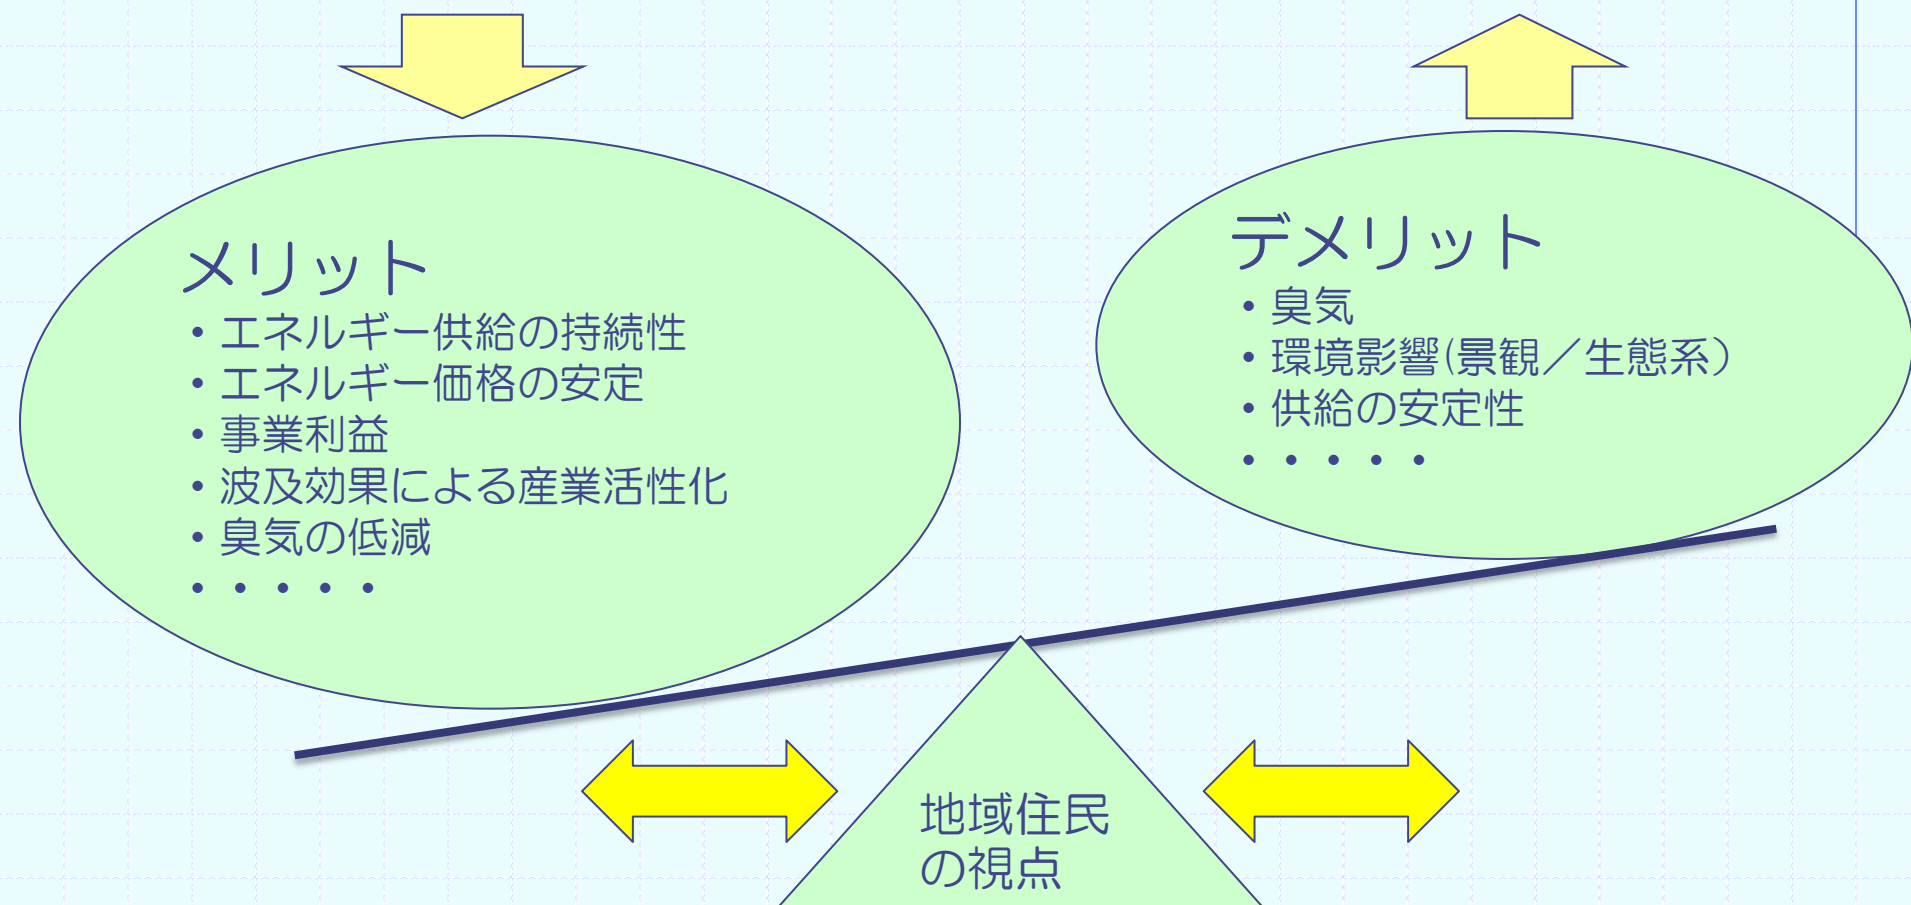 メリット
・エネルギー供給の持続性
・エネルギー価格の安定
・事業利益
・波及効果による産業活性化
・臭気の低減
・・・・・
デメリット
・臭気
・環境影響(景観／生態系）
・供給の安定性
・・・・・
地域住民
の視点